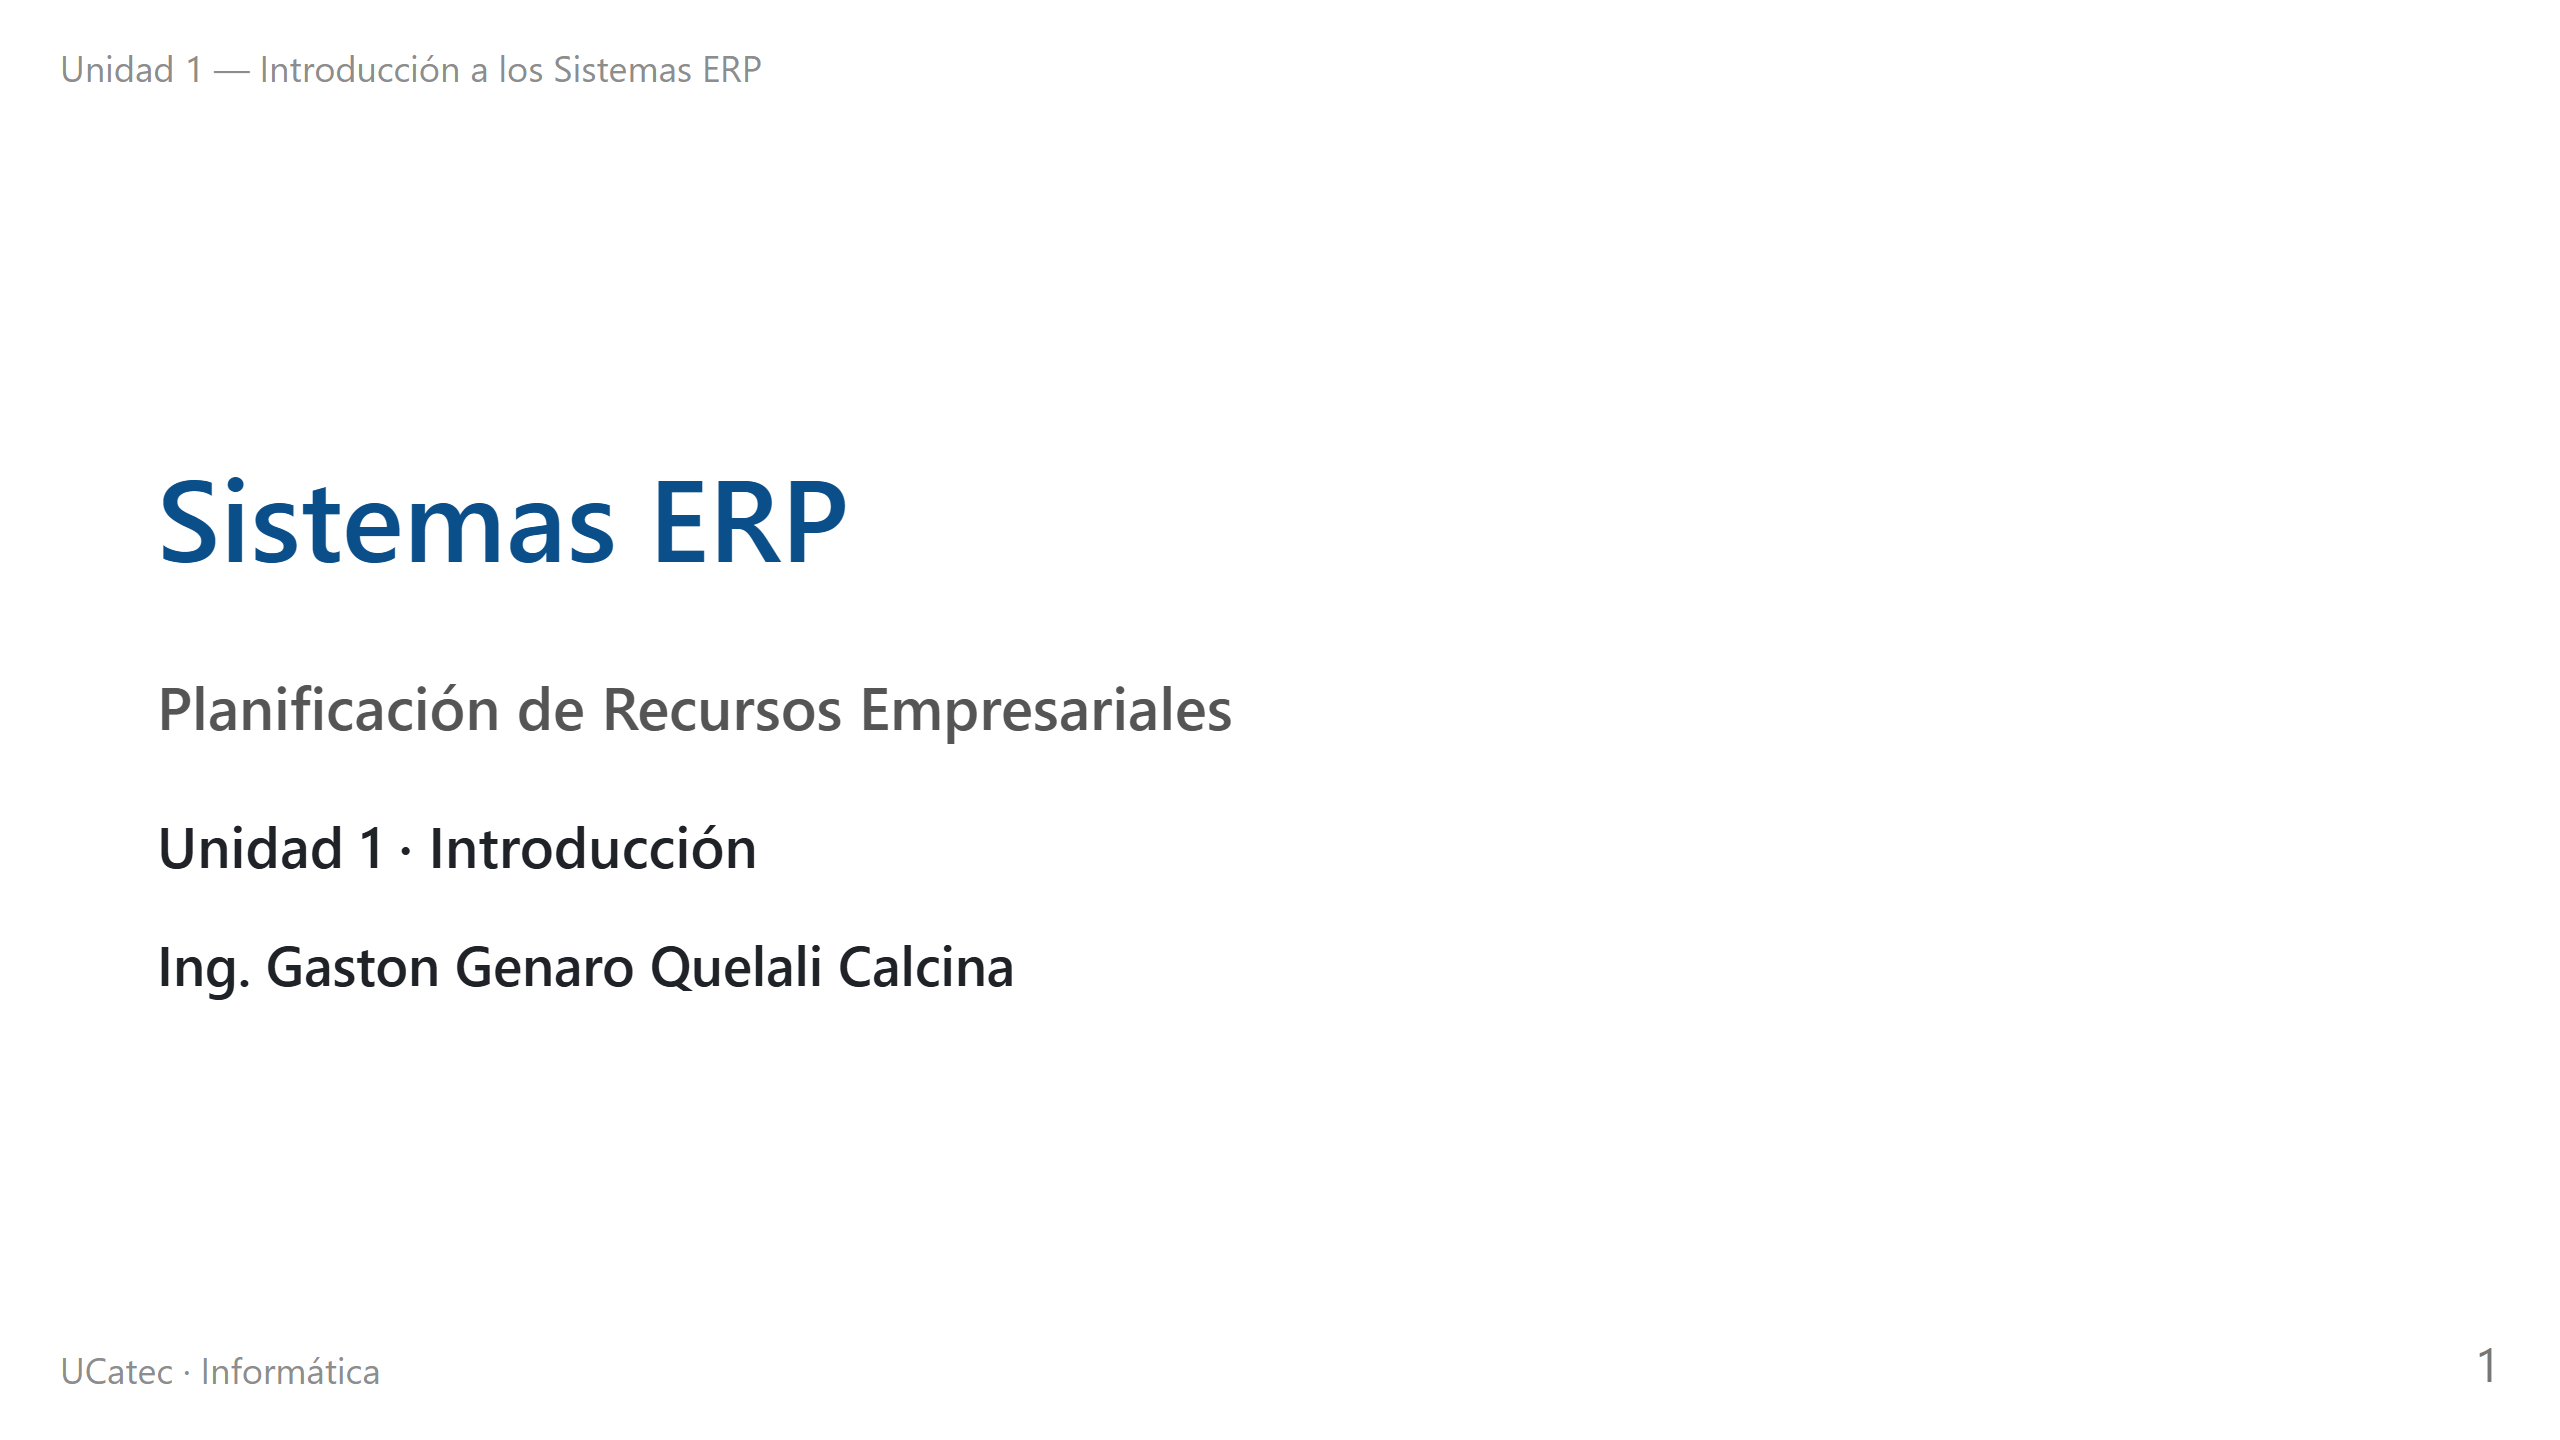 Unidad 1 — Introducción a los Sistemas ERP
Sistemas ERP
Planificación de Recursos Empresariales
Unidad 1 · Introducción
Ing. Gaston Genaro Quelali Calcina
UCatec · Informática
1